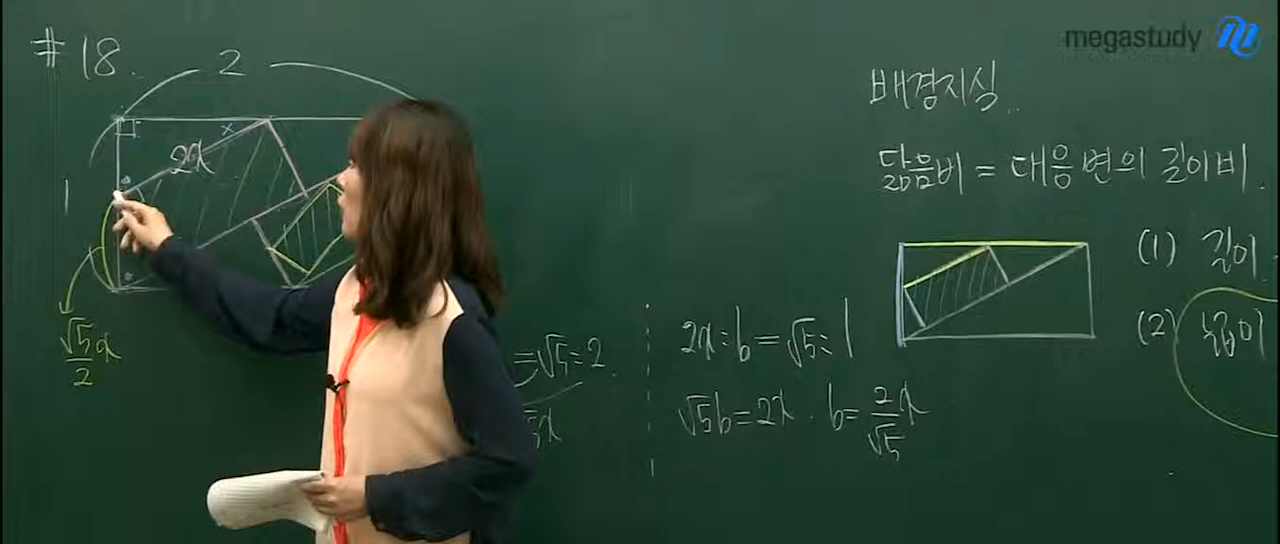 megastudy
# 18.
2
2x
x
1
√5/2 x
=√5:2
2x:b=√5:1
√5b=2x. b=2/√5 x
배경지식..
닮음비 = 대응변의 길이비.
(1) 길이
(2) 넓이